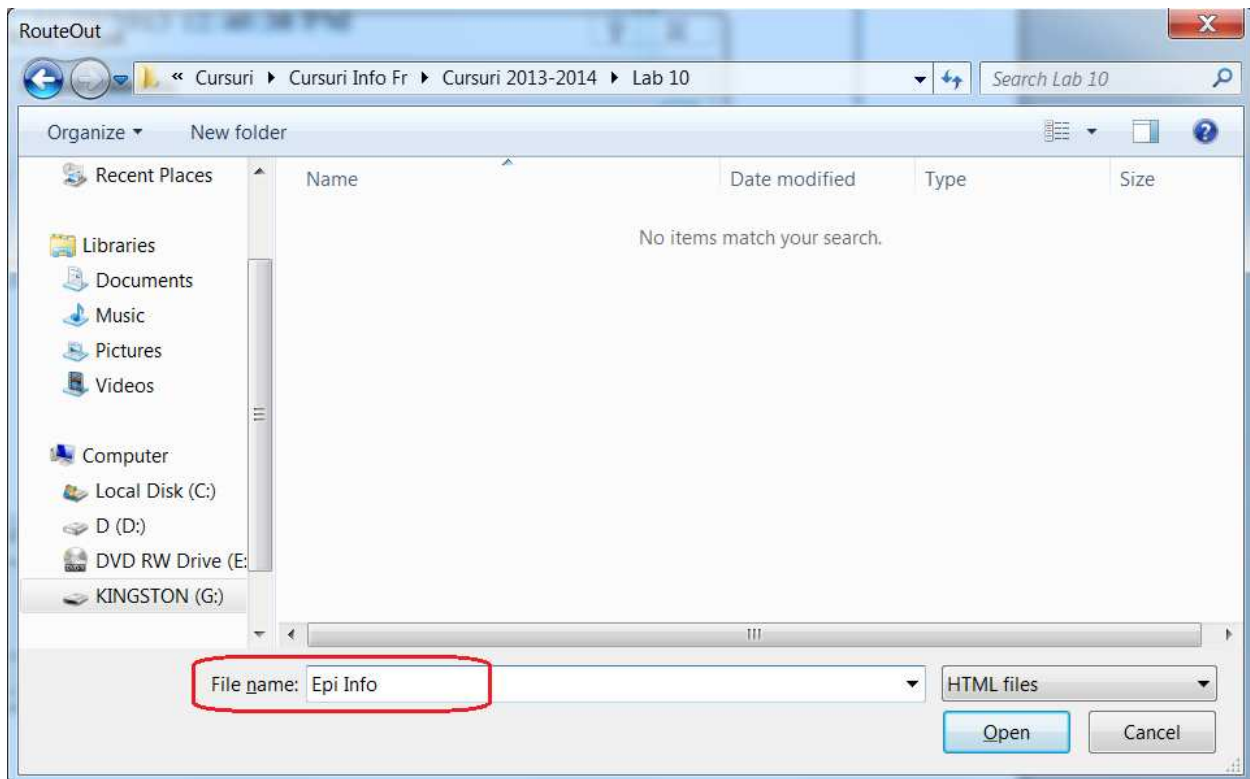 RouteOut
« Cursuri ▸ Cursuri Info Fr ▸ Cursuri 2013-2014 ▸ Lab 10
Search Lab 10
Organize
New folder
Name
Date modified
Type
Size
No items match your search.
Recent Places
Libraries
Documents
Music
Pictures
Videos
Computer
Local Disk (C:)
D (D:)
DVD RW Drive (E:
KINGSTON (G:)
File name: Epi Info
HTML files
Open
Cancel